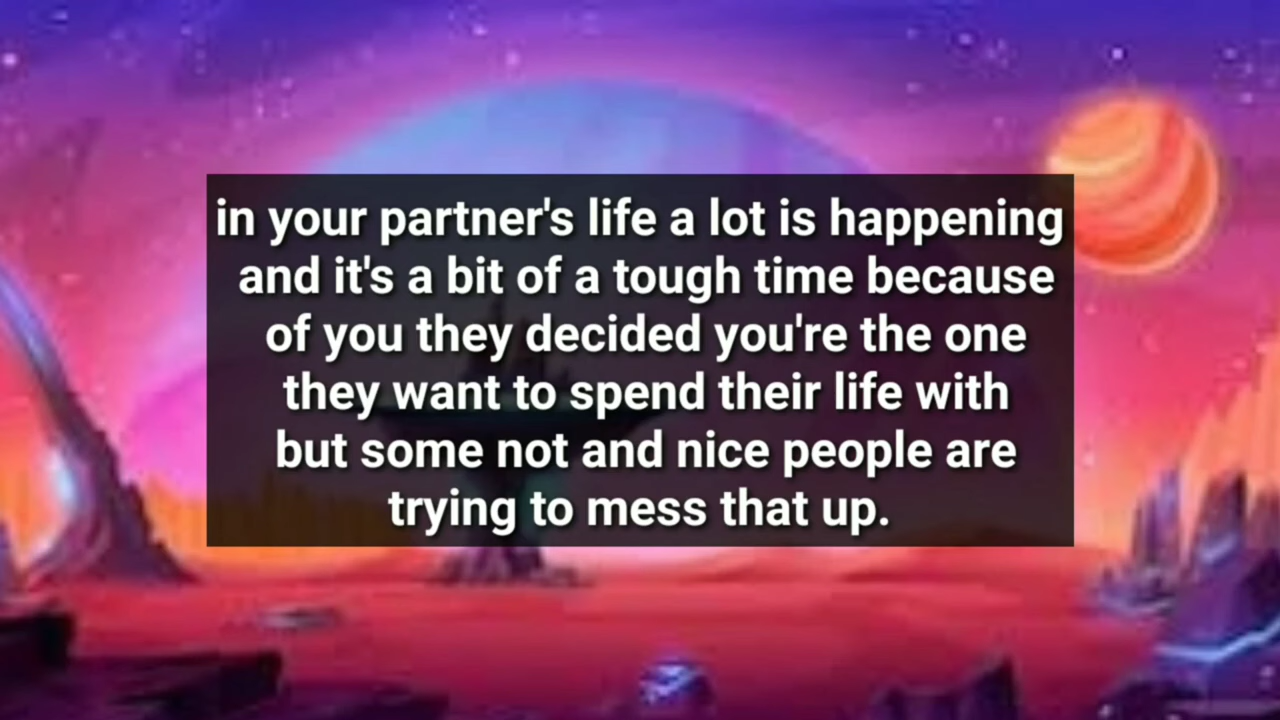 in your partner's life a lot is happening
and it's a bit of a tough time because
of you they decided you're the one
they want to spend their life with
but some not and nice people are
trying to mess that up.